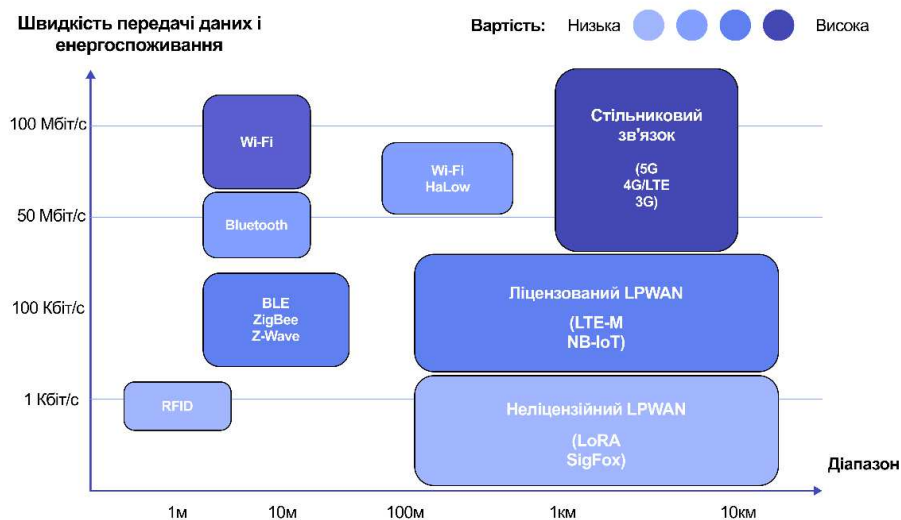 Швидкість передачі даних і
енергоспоживання
Вартість: Низька Висока
100 Мбіт/с
50 Мбіт/с
100 Кбіт/с
1 Кбіт/с
Wi-Fi
Bluetooth
BLE
ZigBee
Z-Wave
RFID
Wi-Fi
HaLow
Стільниковий
зв'язок
(5G
4G/LTE
3G)
Ліцензований LPWAN
(LTE-M
NB-IoT)
Неліцензійний LPWAN
(LoRA
SigFox)
Діапазон
1м 10м 100м 1км 10км